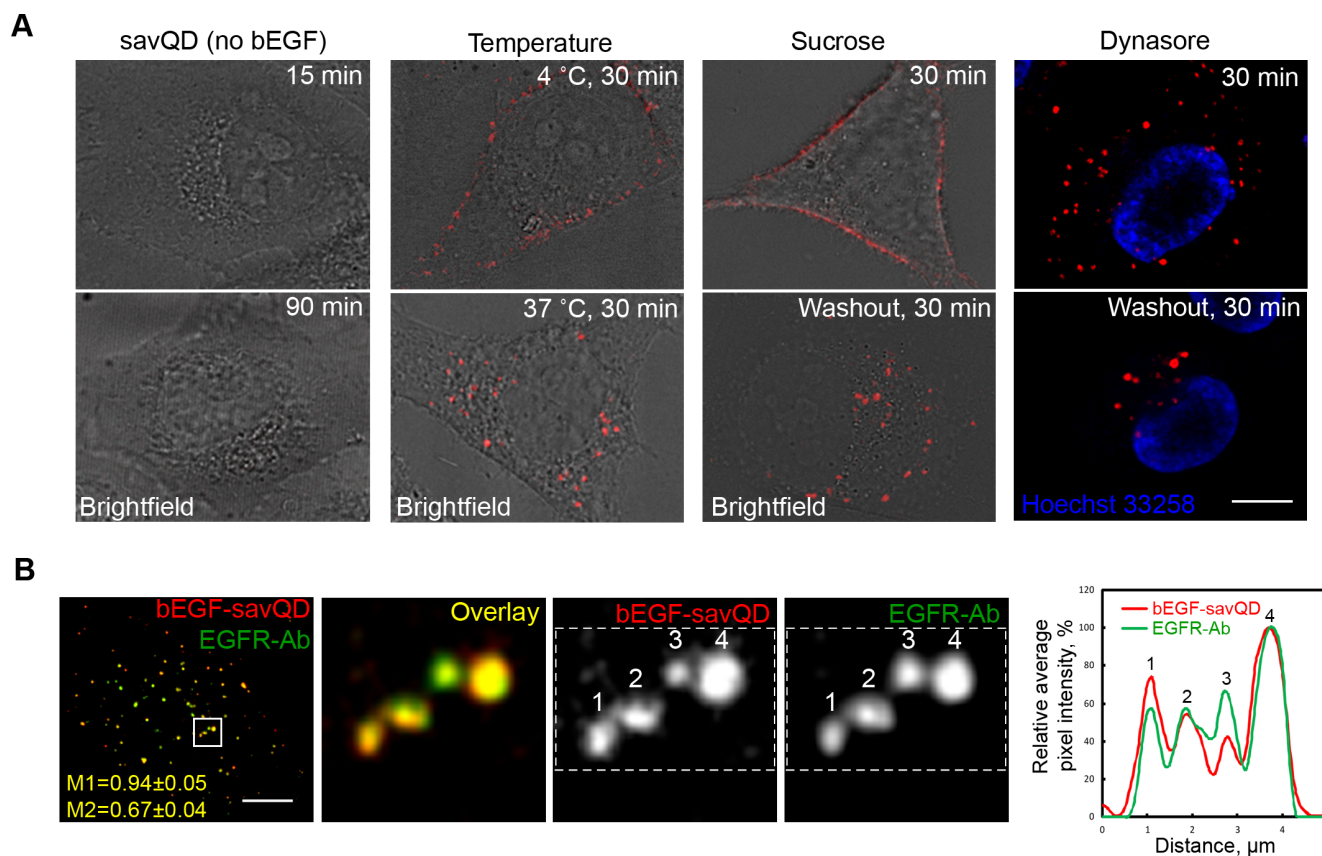 A
savQD (no bEGF)
Temperature
Sucrose
Dynasore
15 min
4 ˚C, 30 min
30 min
30 min
90 min
37 ˚C, 30 min
Washout, 30 min
Washout, 30 min
Brightfield
Brightfield
Brightfield
Hoechst 33258
B
bEGF-savQD
EGFR-Ab
M1=0.94±0.05
M2=0.67±0.04
Overlay
bEGF-savQD
1
2
3
4
EGFR-Ab
1
2
3
4
Relative average
pixel intensity, %
120
100
80
60
40
20
0
bEGF-savQD
EGFR-Ab
1
2
3
4
0
1
2
3
4
Distance, µm